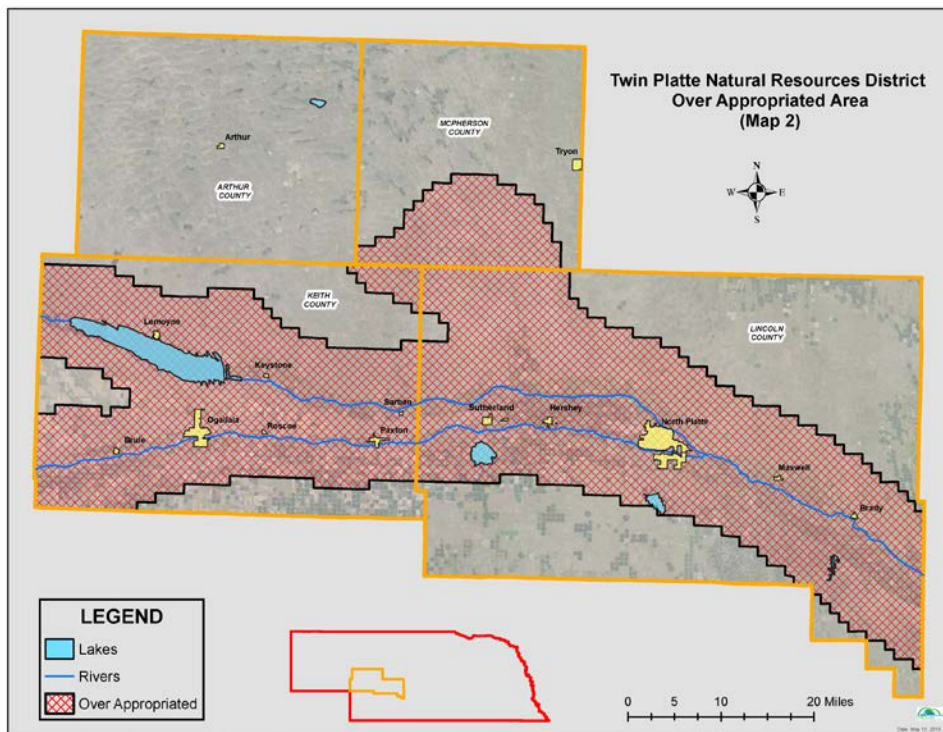 Twin Platte Natural Resources District
Over Appropriated Area
(Map 2)
N
W E
S
MCPHERSON
COUNTY
Arthur
Tryon
ARTHUR
COUNTY
KEITH
COUNTY
LINCOLN
COUNTY
Lemoyne
Keystone
Sarben
Sutherland
Hershey
Ogallala
Roscoe
Paxton
North Platte
Brule
Maxwell
Brady
LEGEND
Lakes
Rivers
Over Appropriated
0 5 10 20 Miles